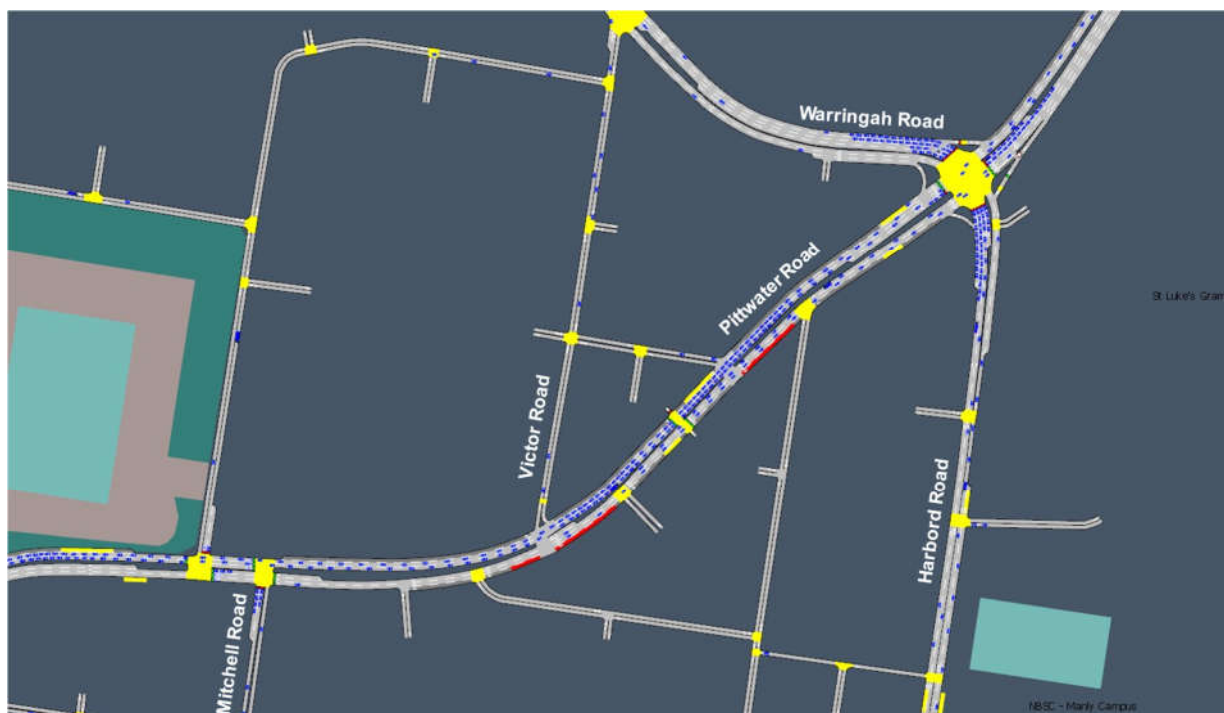 Warringah Road
Pittwater Road
St Luke's Gram
Victor Road
Harbord Road
Mitchell Road
NBSC - Manly Campus